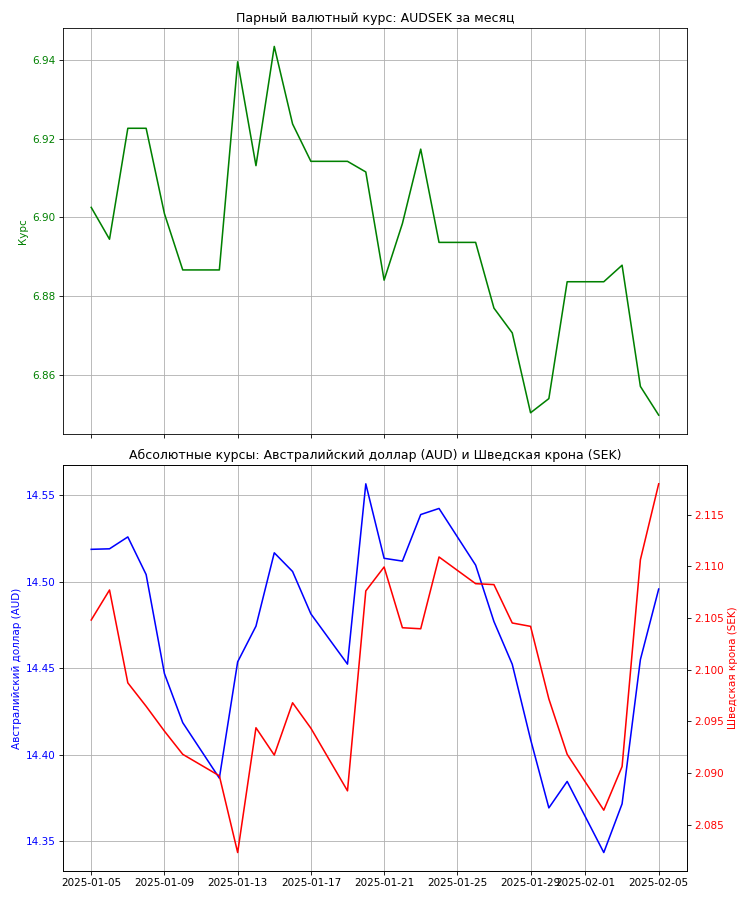 Парный валютный курс: AUDSEK за месяц
6.94
6.92
6.90
6.88
6.86
Курс
Абсолютные курсы: Австралийский доллар (AUD) и Шведская крона (SEK)
14.55
14.50
14.45
14.40
14.35
Австралийский доллар (AUD)
2.115
2.110
2.105
2.100
2.095
2.090
2.085
Шведская крона (SEK)
2025-01-05 2025-01-09 2025-01-13 2025-01-17 2025-01-21 2025-01-25 2025-01-29 2025-02-01 2025-02-05